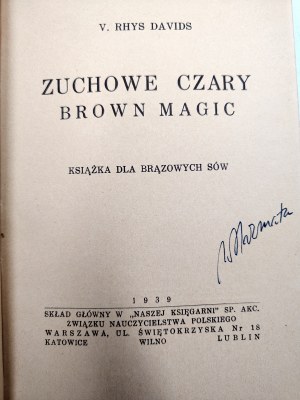 V. RHYS DAVIDS
ZUCHOWE CZARY
BROWN MAGIC
KSIĄŻKA DLA BRĄZOWYCH SÓW
1939
SKŁAD GŁÓWNY W „NASZEJ KSIĘGARNI" SP. AKC.
ZWIĄZKU NAUCZYCIELSTWA POLSKIEGO
WARSZAWA, UL. ŚWIĘTOKRZYSKA Nr 18
KATOWICE WILNO LUBLIN